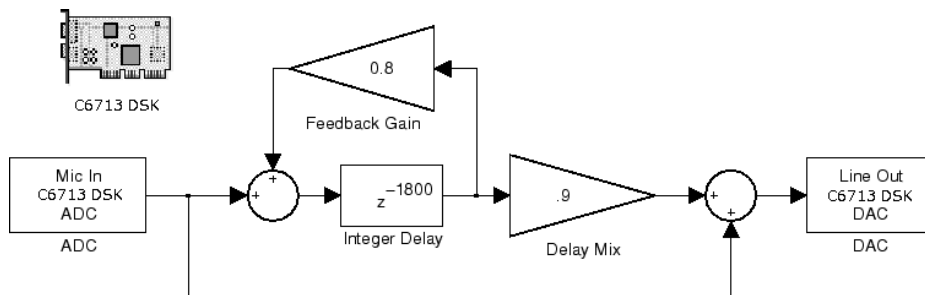 C6713 DSK
0.8
Feedback Gain
Mic In
C6713 DSK
ADC
ADC
+
+
z^-1800
Integer Delay
.9
Delay Mix
+
+
Line Out
C6713 DSK
DAC
DAC